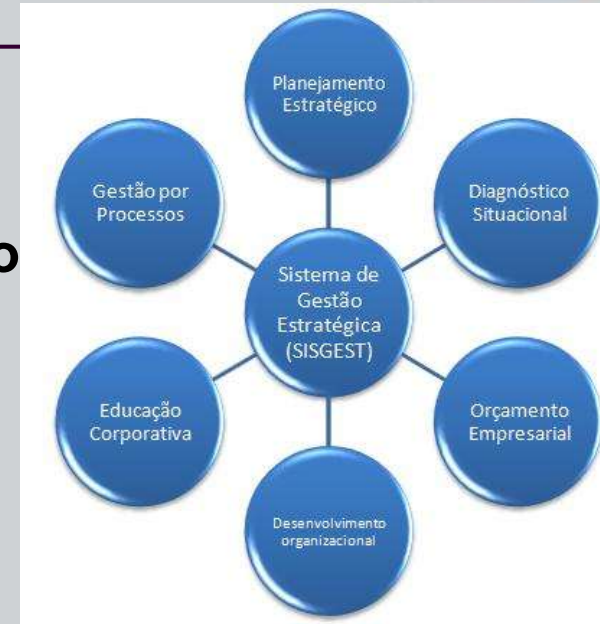 o
Planejamento
Estratégico
Diagnóstico
Situacional
Orçamento
Empresarial
Desenvolvimento
organizacional
Educação
Corporativa
Gestão por
Processos
Sistema de
Gestão
Estratégica
(SISGEST)